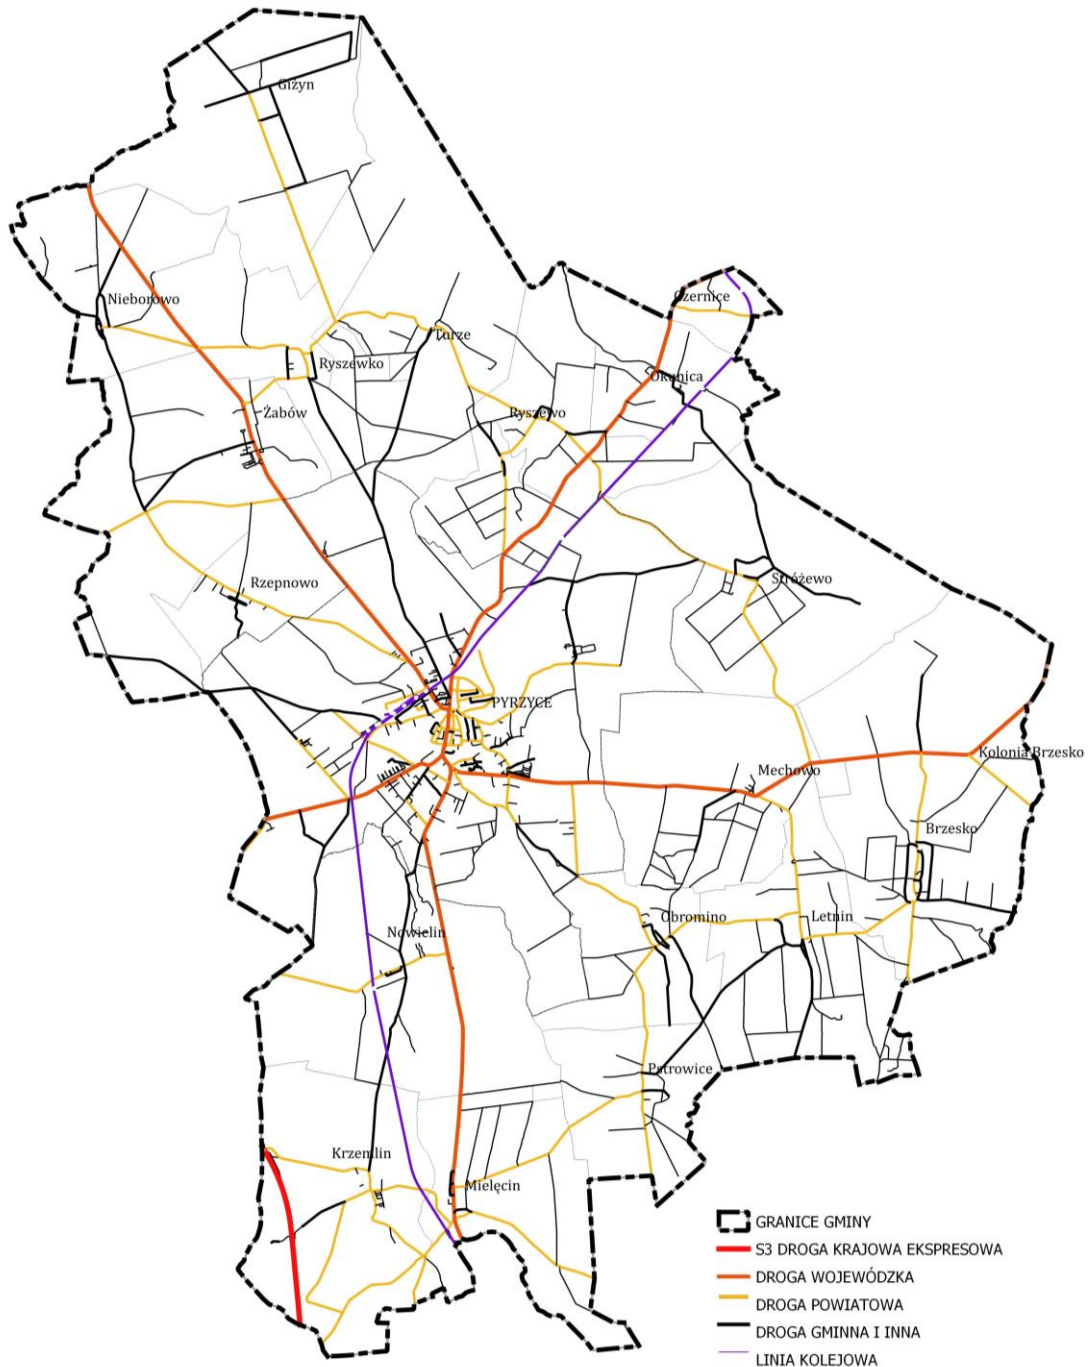 Giżyn
Nieborowo
Czernice
Turze
Ryszewko
Okunica
Żabów
Ryszewo
Rzepnowo
Stróżewo
PYRZYCE
Kolonia Brzesko
Mechowo
Brzesko
Obromino
Letnin
Nowielin
Pstrowice
Krzemlin
Mielęcin
GRANICE GMINY
S3 DROGA KRAJOWA EKSPRESOWA
DROGA WOJEWÓDZKA
DROGA POWIATOWA
DROGA GMINNA I INNA
LINIA KOLEJOWA